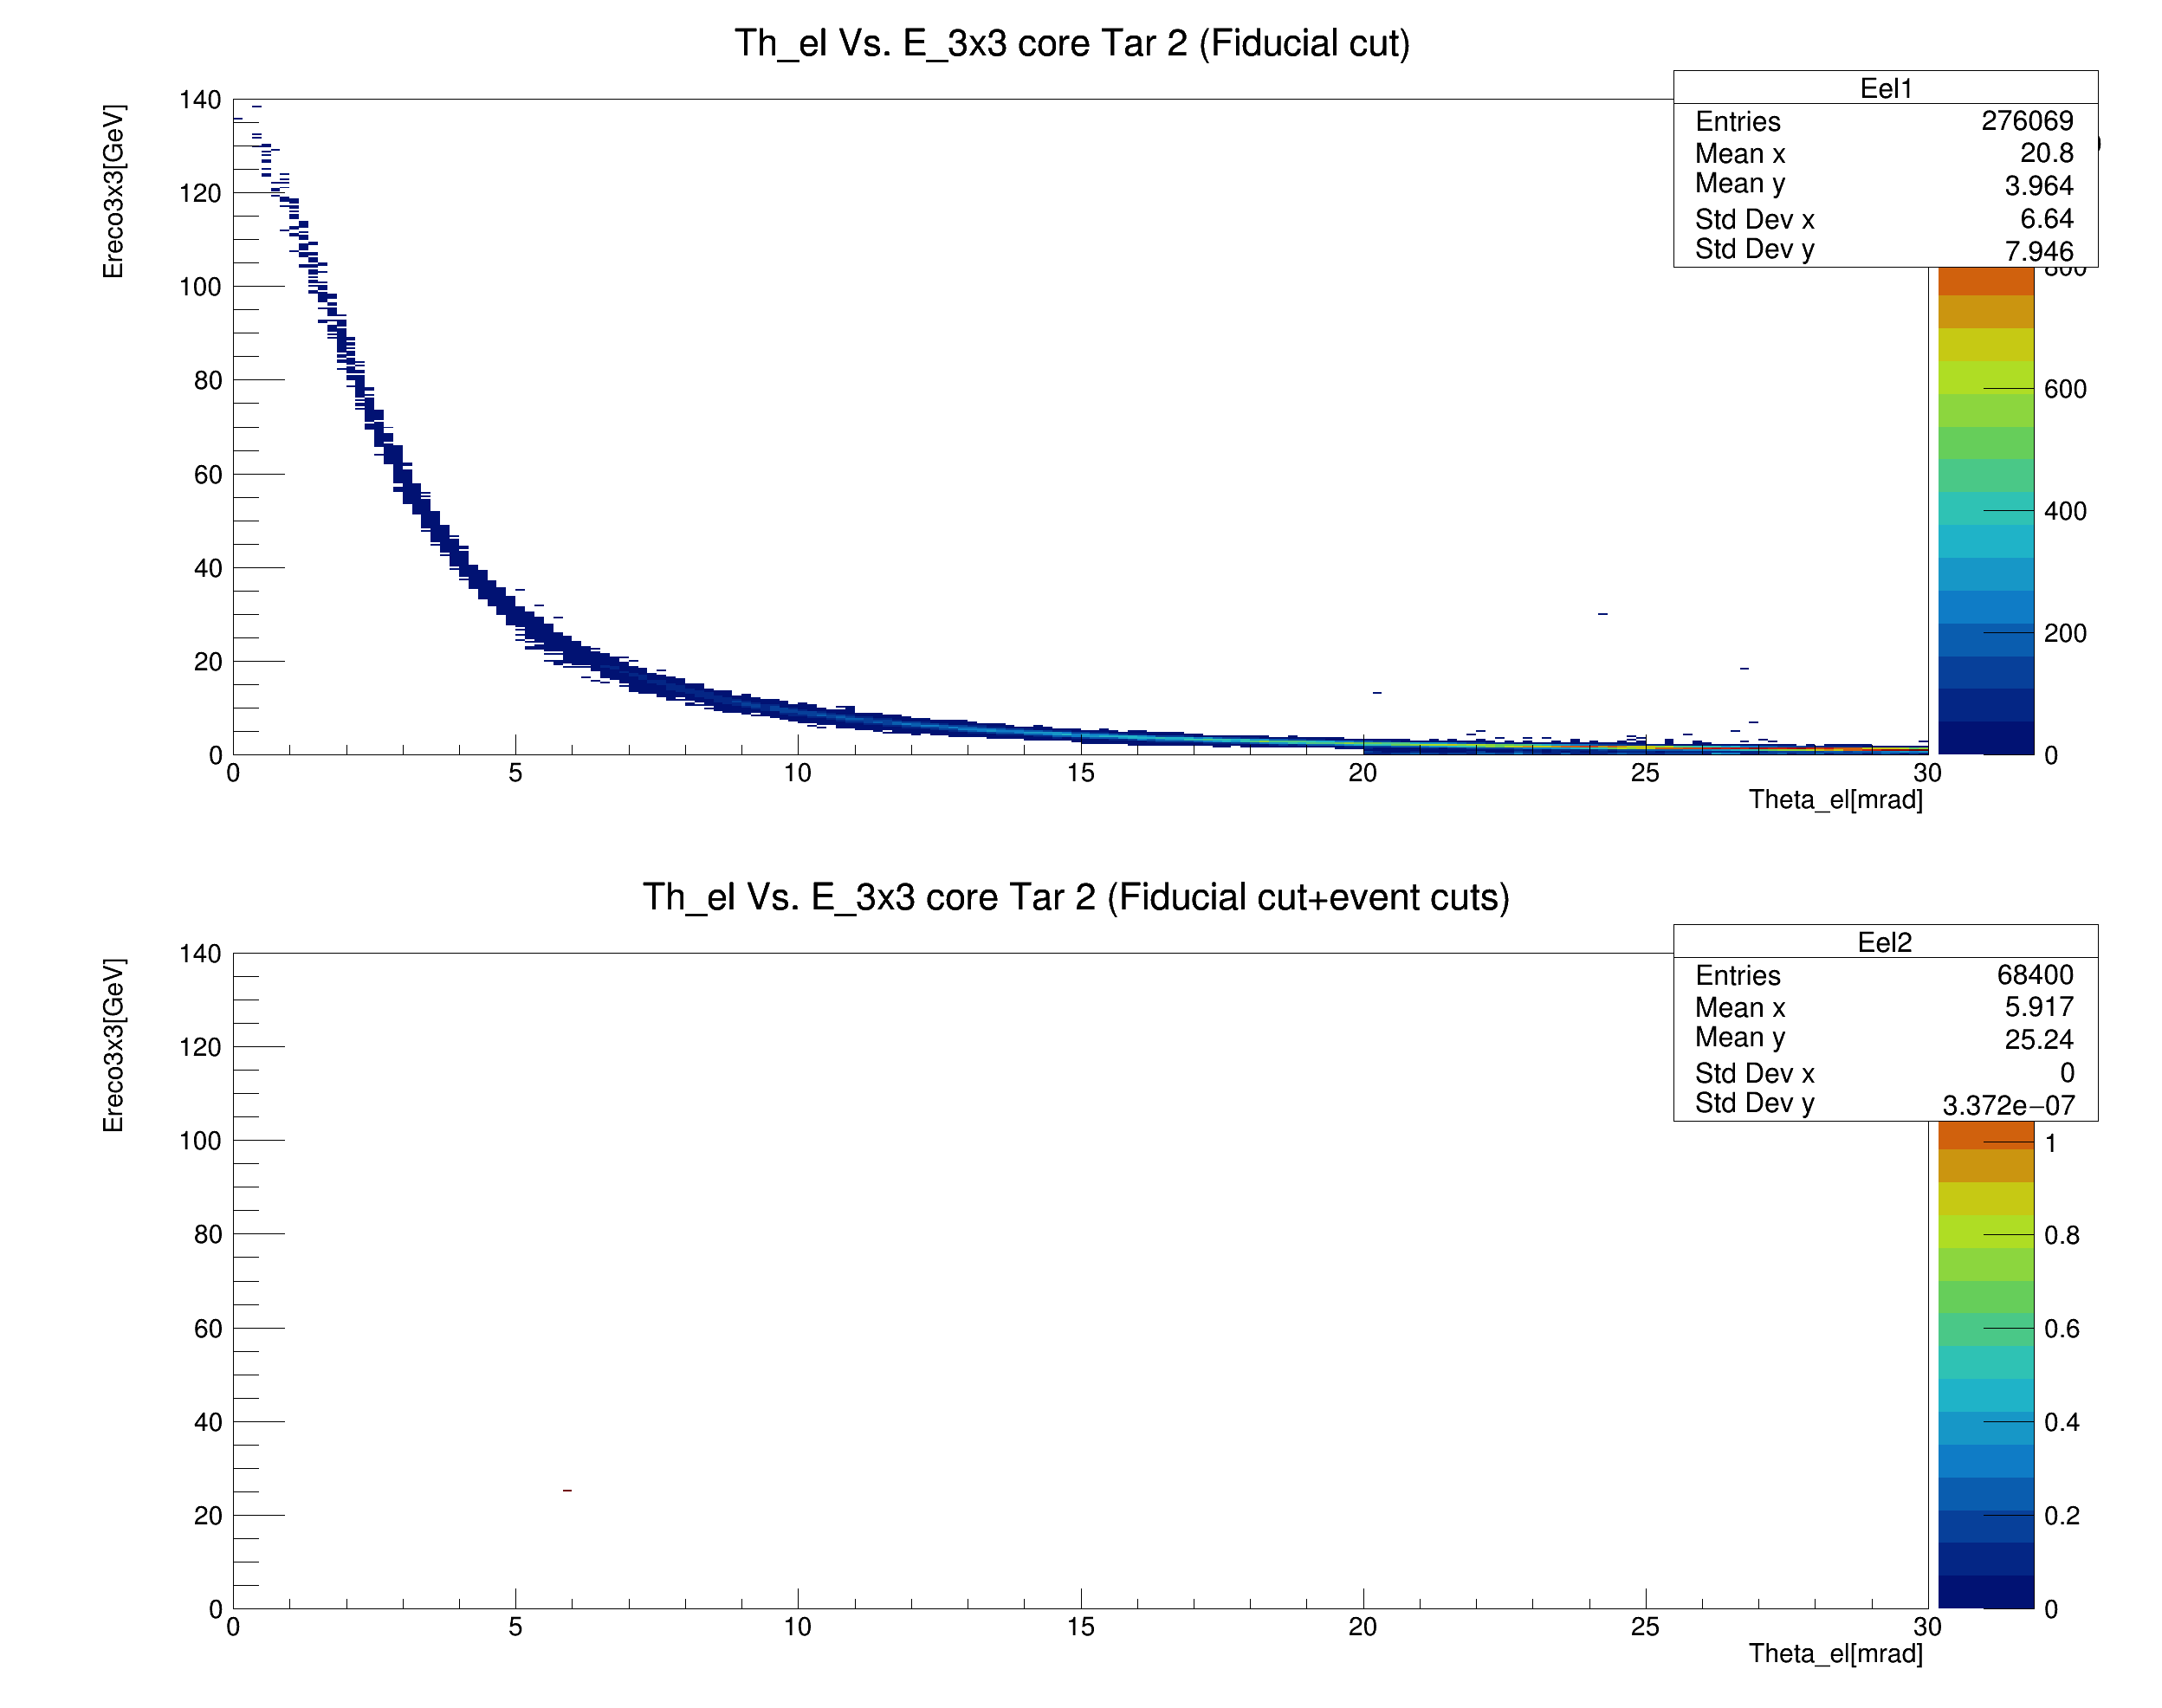 Th_el Vs. E_3x3 core Tar 2 (Fiducial cut)
Eel1
Entries 276069
Mean x 20.8
Mean y 3.964
Std Dev x 6.64
Std Dev y 7.946
Ereco3x3[GeV]
140
120
100
80
60
40
20
0
0 5 10 15 20 25 30
Theta_el[mrad]
800
600
400
200
0
Th_el Vs. E_3x3 core Tar 2 (Fiducial cut+event cuts)
Eel2
Entries 68400
Mean x 5.917
Mean y 25.24
Std Dev x 0
Std Dev y 3.372e−07
Ereco3x3[GeV]
140
120
100
80
60
40
20
0
0 5 10 15 20 25 30
Theta_el[mrad]
1
0.8
0.6
0.4
0.2
0